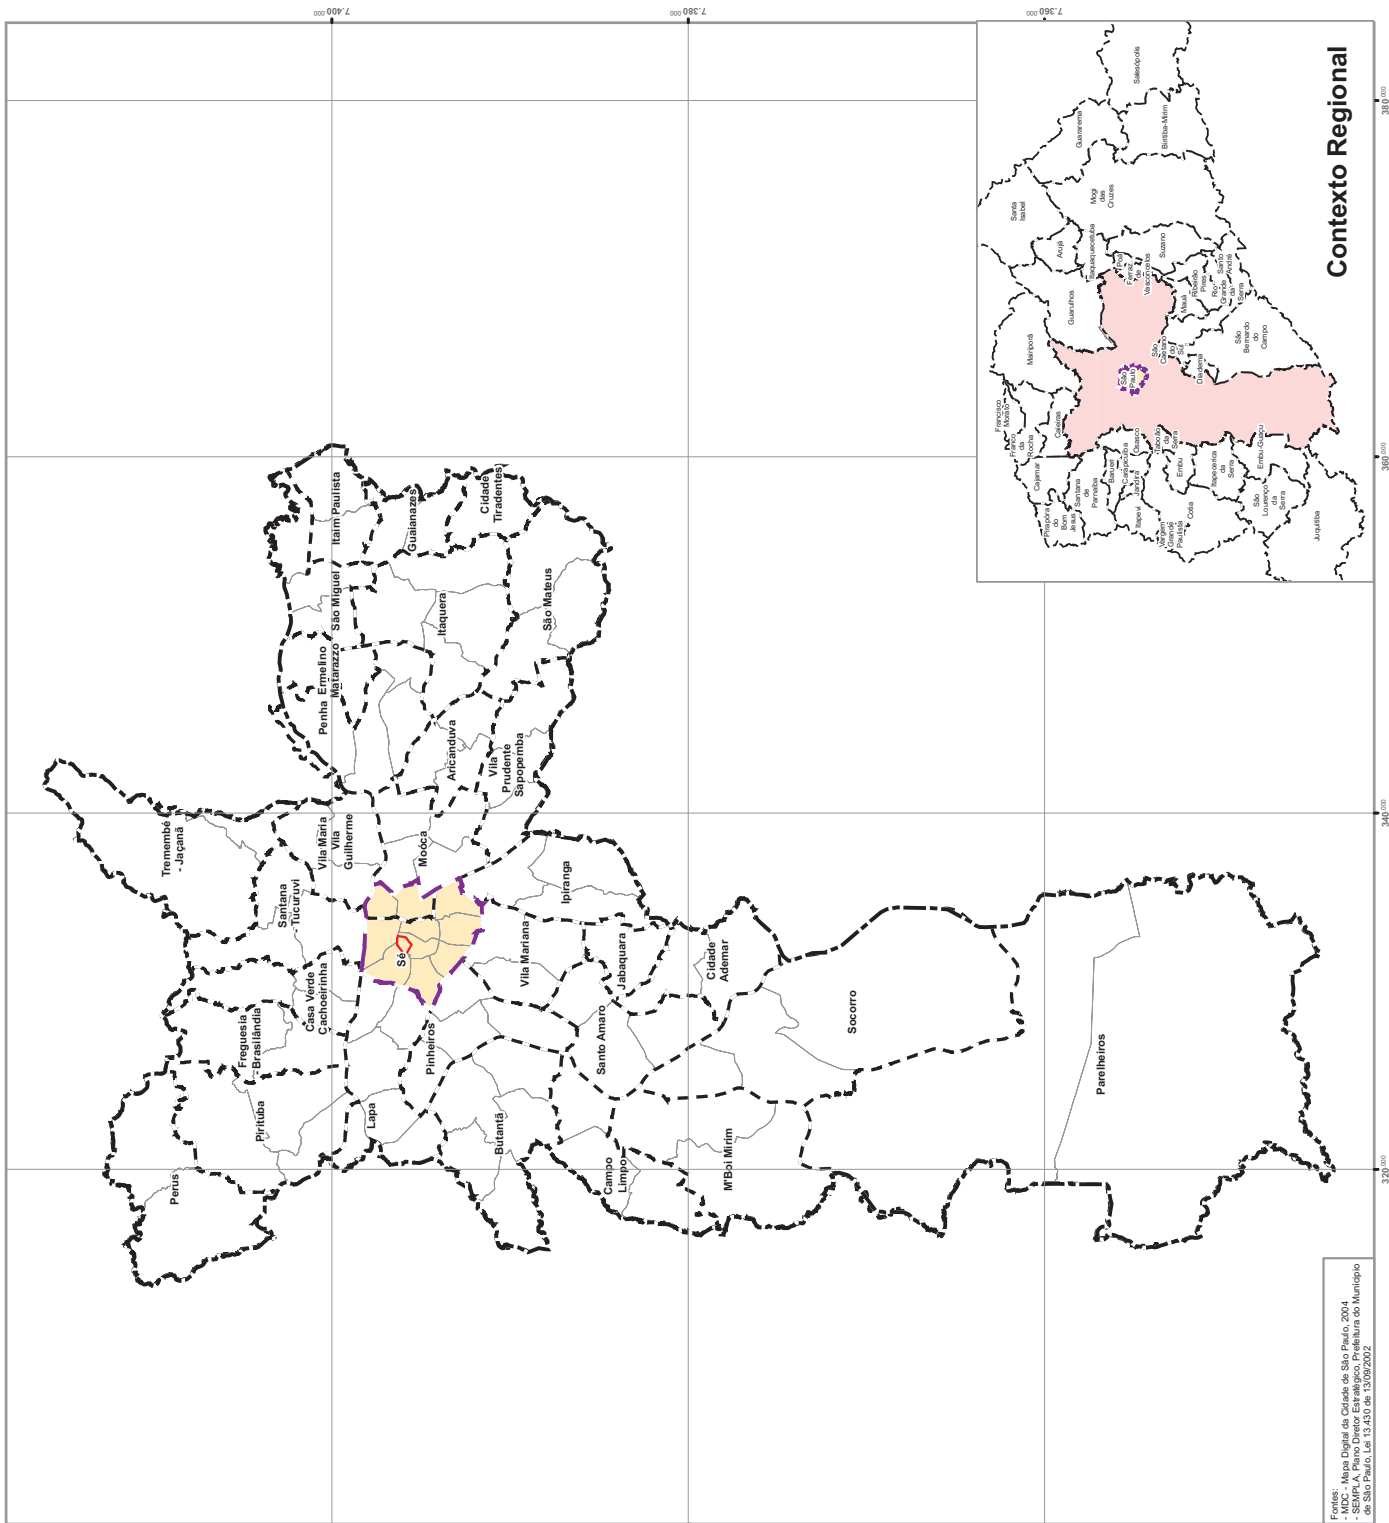 7.400.000
7.380.000
7.360.000
380.000
360.000
340.000
320.000
Perus
Pirituba
Freguesia
- Brasilândia
Casa Verde
Cachoeirinha
Santana
-Tucuruvi
Tremembé
- Jaçanã
Vila Maria
Vila
Guilherme
Penha
Ermelino
Matarazzo
São Miguel
Itaim Paulista
Guaianazes
Cidade
Tiradentes
Itaquera
São Mateus
Aricanduva
Vila
Prudente
Sapopemba
Moóca
Sé
Lapa
Pinheiros
Butantã
Vila Mariana
Ipiranga
Jabaquara
Santo Amaro
Cidade
Ademar
Campo
Limpo
M'Boi Mirim
Socorro
Parelheiros
Contexto Regional
Salesópolis
Guararema
Biritiba-Mirim
Santa
Isabel
Mogi
das
Cruzes
Arujá
Itaquaquecetuba
Suzano
Poá
Ferraz
de
Vasconcelos
Guarulhos
Mairiporã
Mauá
Ribeirão
Pires
Rio
Grande
da
Serra
Santo
André
São
Caetano
do
Sul
São
Bernardo
do
Campo
Diadema
São
Paulo
Francisco
Morato
Franco
da
Rocha
Caieiras
Cajamar
Pirapóra
do
Bom
Jesus
Santana
de
Parnaíba
Barueri
Carapicuiba
Jandira
Osasco
Itapevi
Taboão
da
Serra
Embu
Vargem
Grande
Paulista
Cotia
Itapecerica
da
Serra
Embu-Guaçu
São
Lourenço
da
Serra
Juquitiba
Fontes:
- MDC - Mapa Digital da Cidade de São Paulo, 2004
- SEMPLA, Plano Diretor Estratégico, Prefeitura do Município
de São Paulo, Lei 13.430 de 13/09/2002